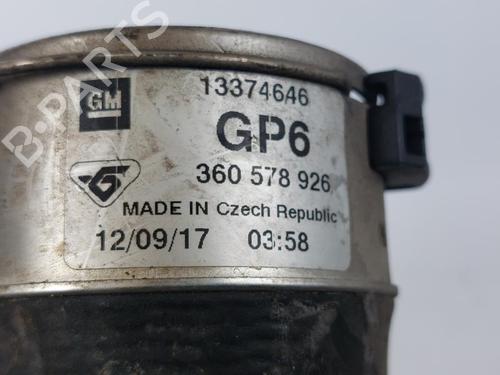 GM
13374646
GP6
360 578 926
MADE IN Czech Republic
12/09/17 03:58
B-PARTS